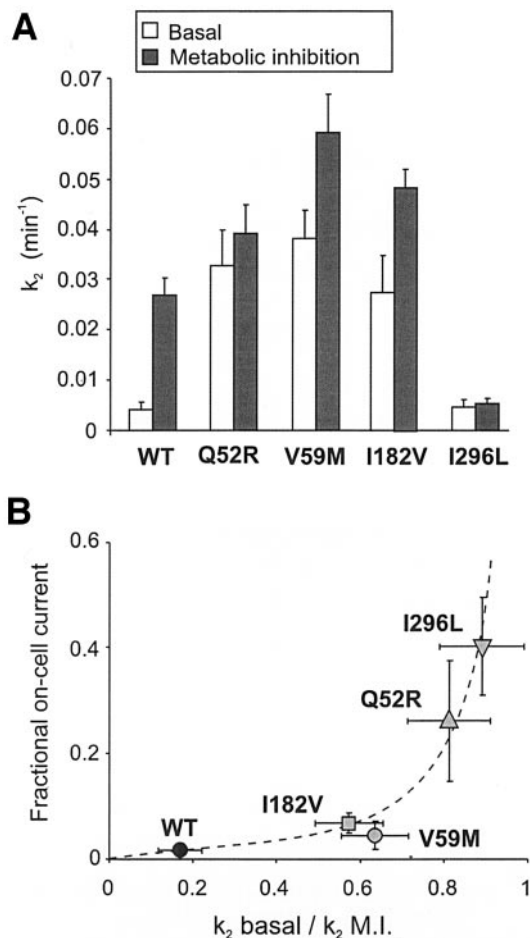 A
Basal
Metabolic inhibition
0.07
0.06
0.05
0.04
0.03
0.02
0.01
0
k₂ (min⁻¹)
WT Q52R V59M I182V I296L
B
0.6
0.4
0.2
0
Fractional on-cell current
I296L
Q52R
I182V
WT
V59M
0 0.2 0.4 0.6 0.8 1
k₂ basal / k₂ M.I.